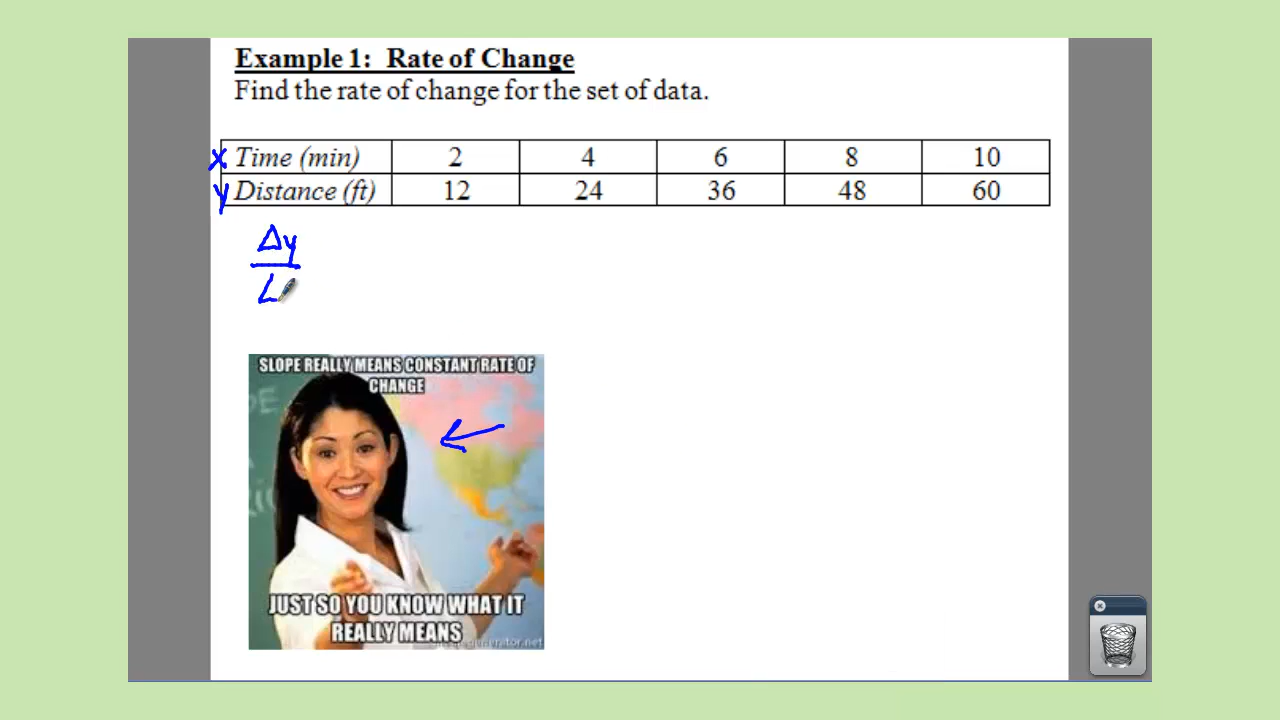 Example 1: Rate of Change
Find the rate of change for the set of data.
x Time (min) 2 4 6 8 10
y Distance (ft) 12 24 36 48 60
Δy
SLOPE REALLY MEANS CONSTANT RATE OF
CHANGE
JUST SO YOU KNOW WHAT IT
REALLY MEANS